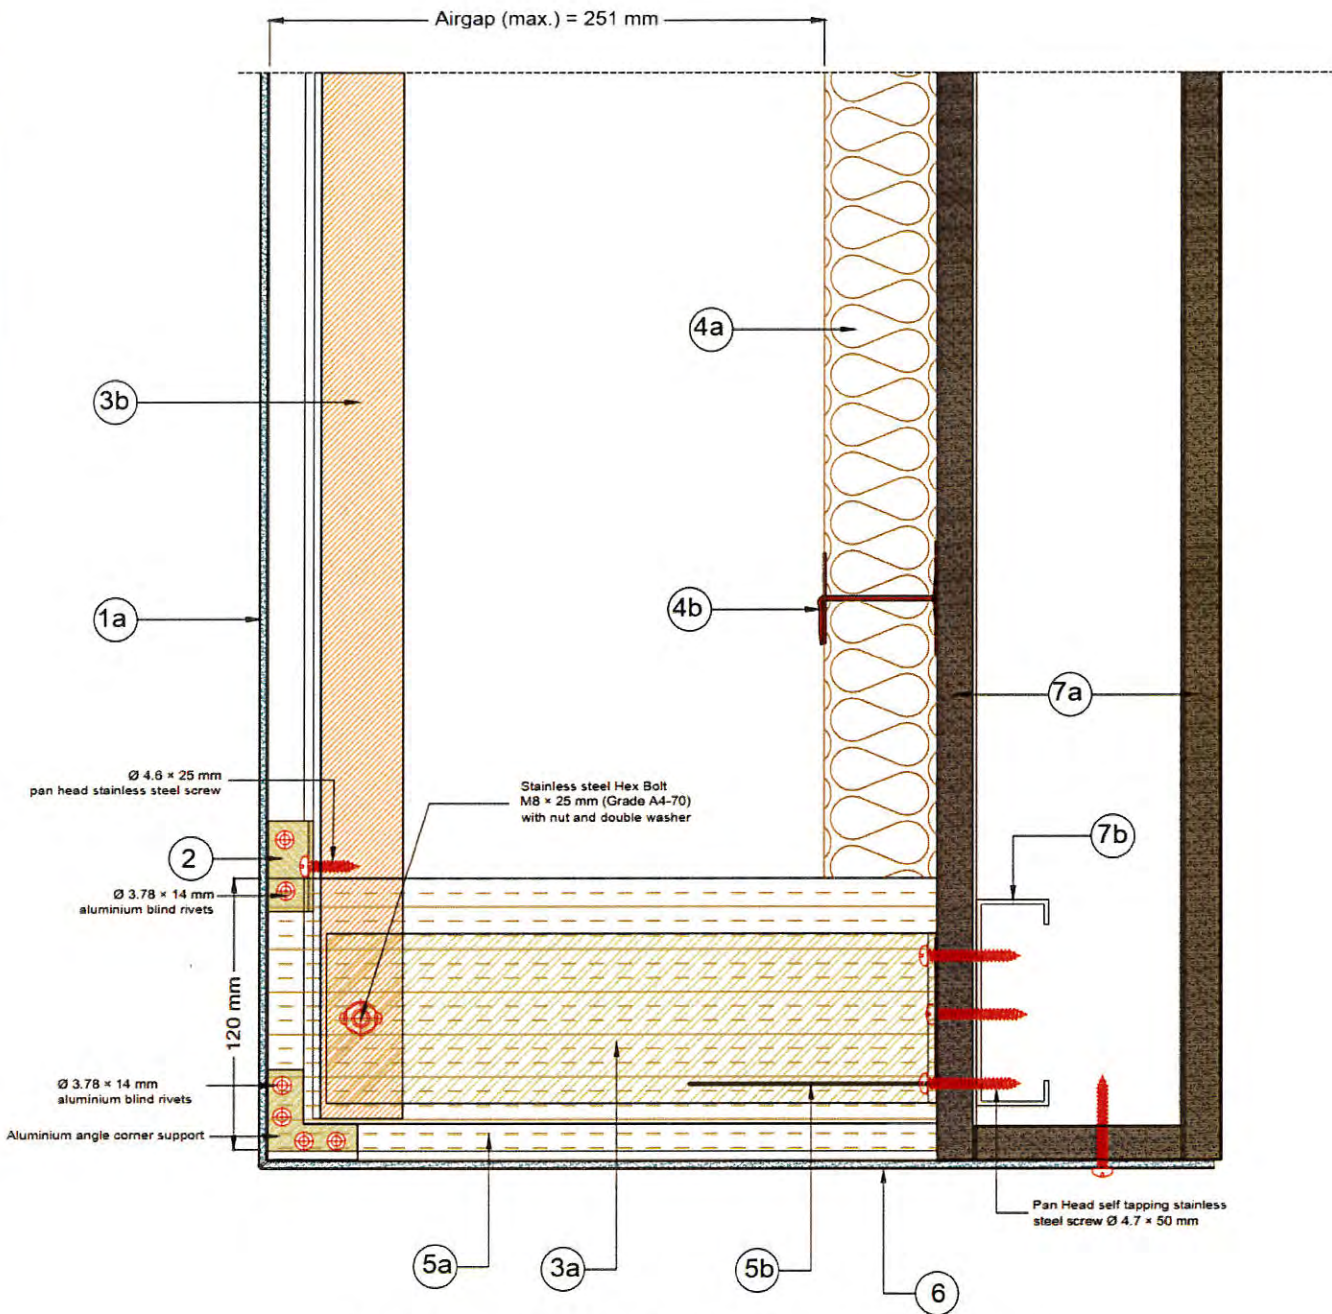 Airgap (max.) = 251 mm
4a
3b
1a
4b
7a
Ø 4.6 × 25 mm
pan head stainless steel screw
Stainless steel Hex Bolt
M8 × 25 mm (Grade A4-70)
with nut and double washer
7b
2
Ø 3.78 × 14 mm
aluminium blind rivets
120 mm
Ø 3.78 × 14 mm
aluminium blind rivets
Aluminium angle corner support
Pan Head self tapping stainless
steel screw Ø 4.7 × 50 mm
5a
3a
5b
6